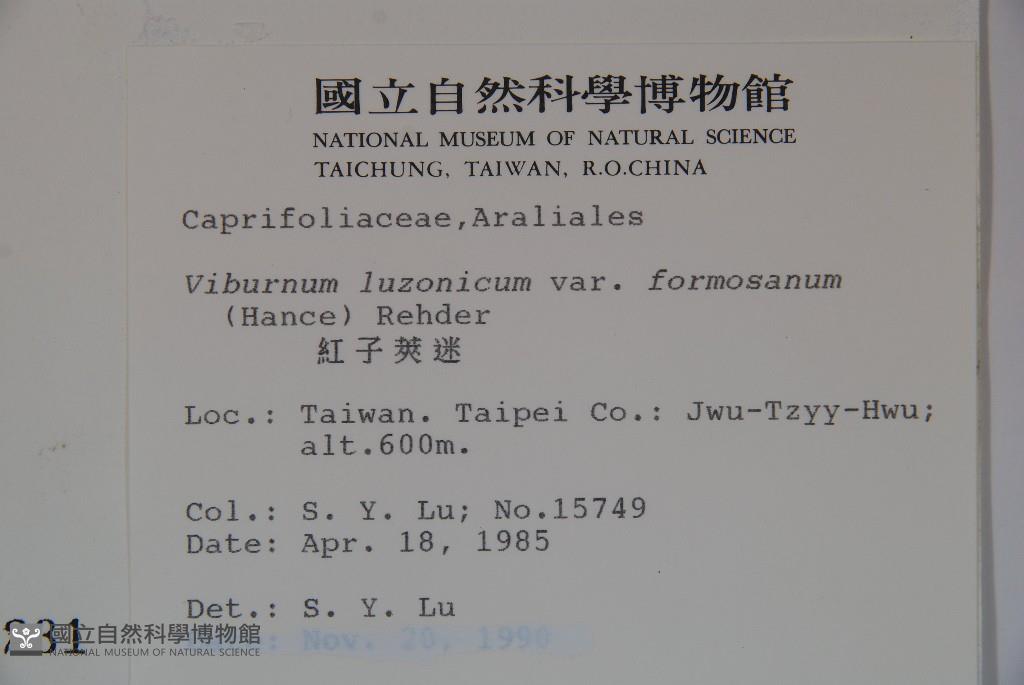 國立自然科學博物館
NATIONAL MUSEUM OF NATURAL SCIENCE
TAICHUNG, TAIWAN, R.O.CHINA
Caprifoliaceae,Araliales
Viburnum luzonicum var. formosanum
(Hance) Rehder
紅子莢迷
Loc.: Taiwan. Taipei Co.: Jwu-Tzyy-Hwu;
alt.600m.
Col.: S. Y. Lu; No.15749
Date: Apr. 18, 1985
Det.: S. Y. Lu
Nov. 20, 1990
231
國立自然科學博物館
NATIONAL MUSEUM OF NATURAL SCIENCE